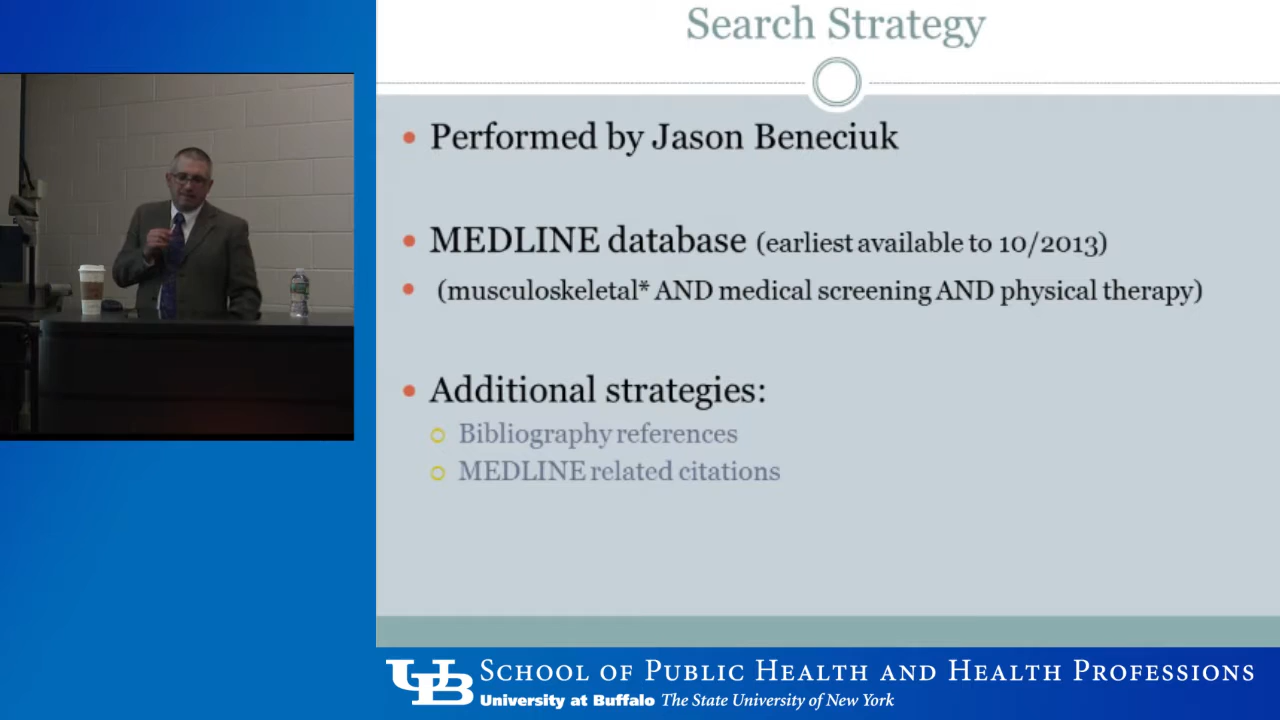 Search Strategy
Performed by Jason Beneciuk
MEDLINE database (earliest available to 10/2013)
(musculoskeletal* AND medical screening AND physical therapy)
Additional strategies:
Bibliography references
MEDLINE related citations
UB SCHOOL OF PUBLIC HEALTH AND HEALTH PROFESSIONS
University at Buffalo The State University of New York